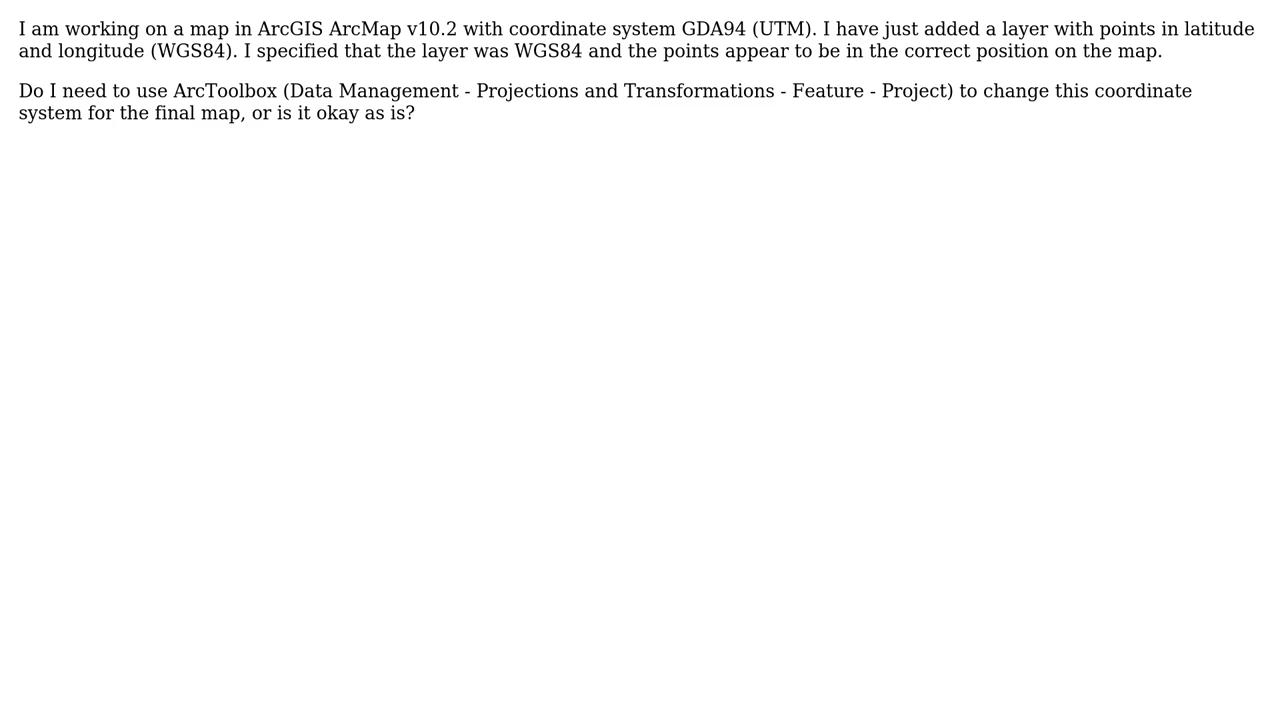 I am working on a map in ArcGIS ArcMap v10.2 with coordinate system GDA94 (UTM). I have just added a layer with points in latitude
and longitude (WGS84). I specified that the layer was WGS84 and the points appear to be in the correct position on the map.
Do I need to use ArcToolbox (Data Management - Projections and Transformations - Feature - Project) to change this coordinate
system for the final map, or is it okay as is?